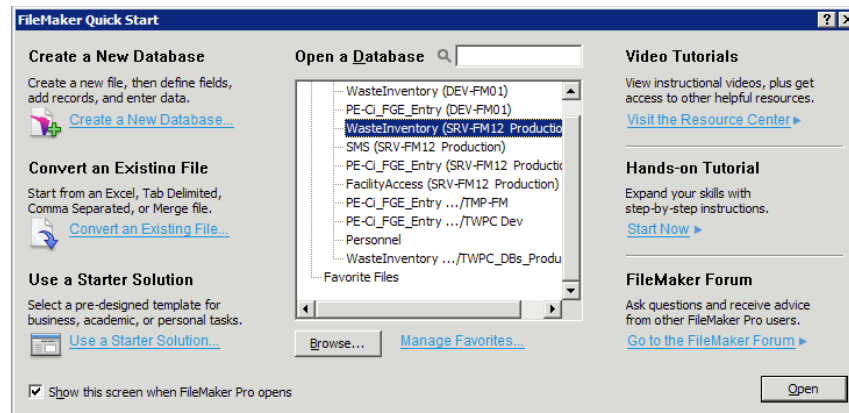 FileMaker Quick Start
Create a New Database
Create a new file, then define fields,
add records, and enter data.
Create a New Database...
Convert an Existing File
Start from an Excel, Tab Delimited,
Comma Separated, or Merge file.
Convert an Existing File...
Use a Starter Solution
Select a pre-designed template for
business, academic, or personal tasks.
Use a Starter Solution...
Show this screen when FileMaker Pro opens
Open a Database
WasteInventory (DEV-FM01)
PE-Ci_FGE_Entry (DEV-FM01)
WasteInventory (SRV-FM12 Productio
SMS (SRV-FM12 Production)
PE-Ci_FGE_Entry (SRV-FM12 Productic
FacilityAccess (SRV-FM12 Production)
PE-Ci_FGE_Entry .../TMP-FM
PE-Ci_FGE_Entry .../TWPC Dev
Personnel
WasteInventory .../TWPC_DBs_Produ
Favorite Files
Browse...
Manage Favorites...
Video Tutorials
View instructional videos, plus get
access to other helpful resources.
Visit the Resource Center
Hands-on Tutorial
Expand your skills with
step-by-step instructions.
Start Now
FileMaker Forum
Ask questions and receive advice
from other FileMaker Pro users.
Go to the FileMaker Forum
Open